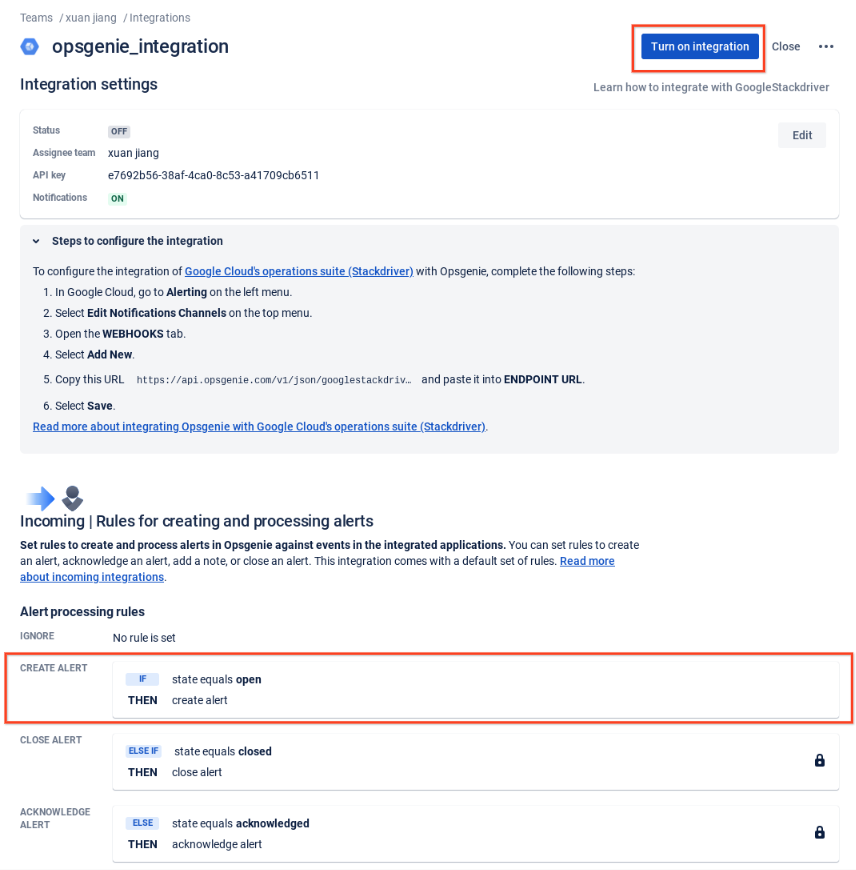 Teams / xuan jiang / Integrations
opsgenie_integration
Turn on integration Close
Integration settings
Learn how to integrate with GoogleStackdriver
Status OFF
Edit
Assignee team xuan jiang
API key e7692b56-38af-4ca0-8c53-a41709cb6511
Notifications ON
Steps to configure the integration
To configure the integration of Google Cloud's operations suite (Stackdriver) with Opsgenie, complete the following steps:
1. In Google Cloud, go to Alerting on the left menu.
2. Select Edit Notifications Channels on the top menu.
3. Open the WEBHOOKS tab.
4. Select Add New.
5. Copy this URL https://api.opsgenie.com/v1/json/googlestackdriv… and paste it into ENDPOINT URL.
6. Select Save.
Read more about integrating Opsgenie with Google Cloud's operations suite (Stackdriver).
Incoming | Rules for creating and processing alerts
Set rules to create and process alerts in Opsgenie against events in the integrated applications. You can set rules to create
an alert, acknowledge an alert, add a note, or close an alert. This integration comes with a default set of rules. Read more
about incoming integrations.
Alert processing rules
IGNORE No rule is set
CREATE ALERT
IF state equals open
THEN create alert
CLOSE ALERT
ELSE IF state equals closed
THEN close alert
ACKNOWLEDGE
ALERT
ELSE state equals acknowledged
THEN acknowledge alert